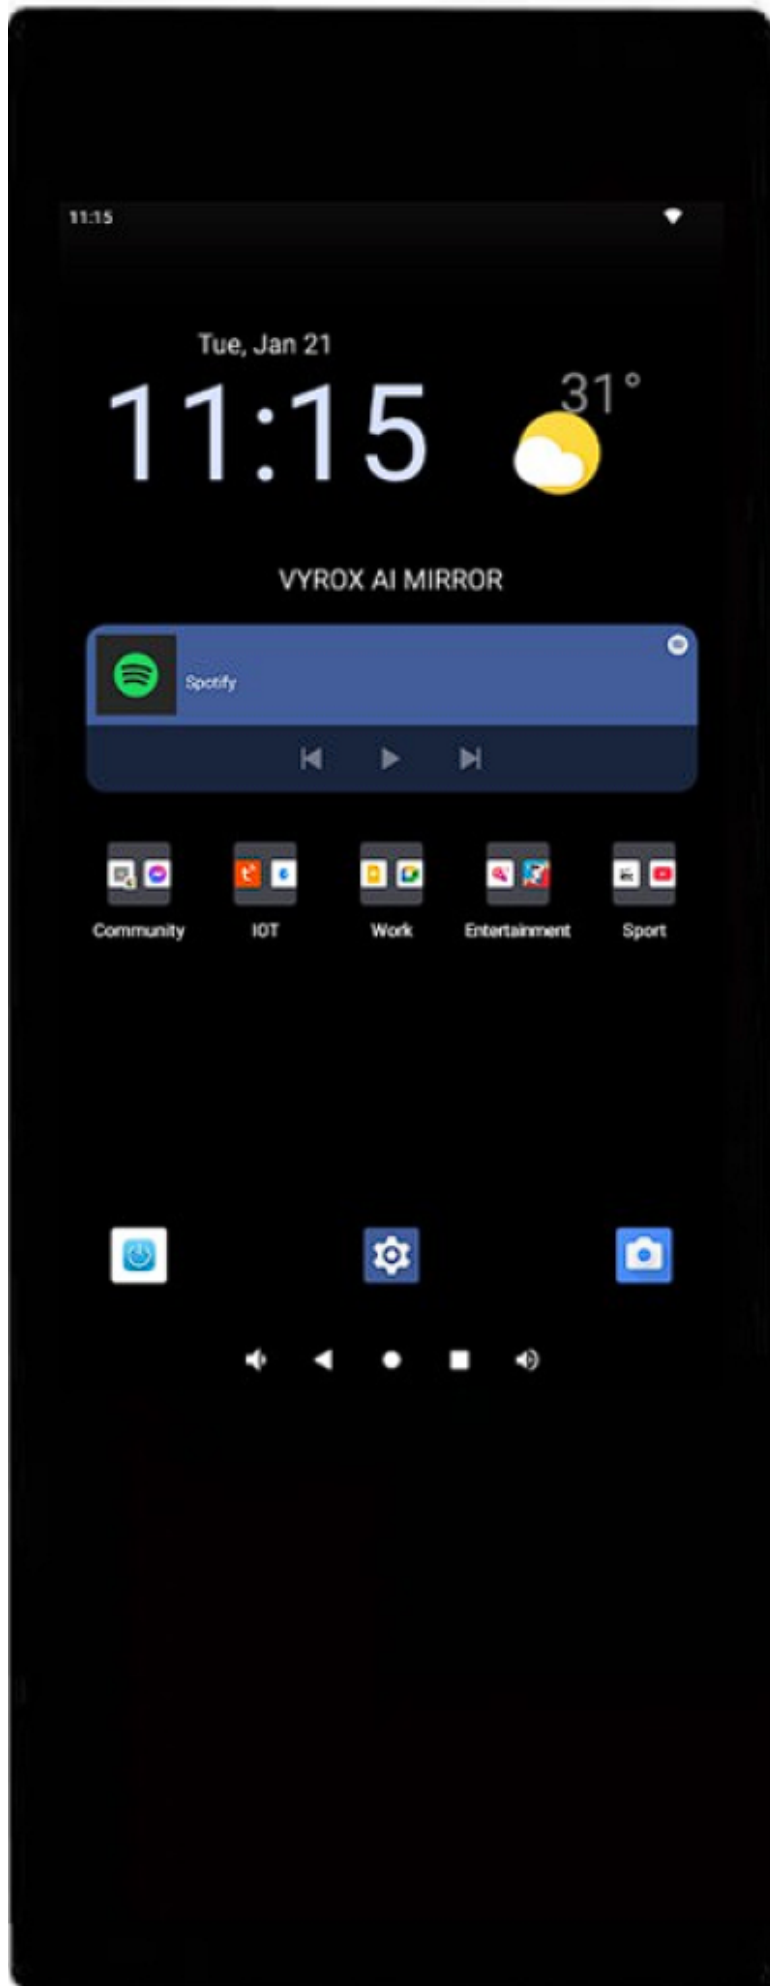 11:15
Tue, Jan 21
11:15
31°
VYROX AI MIRROR
Spotify
Community IOT Work Entertainment Sport